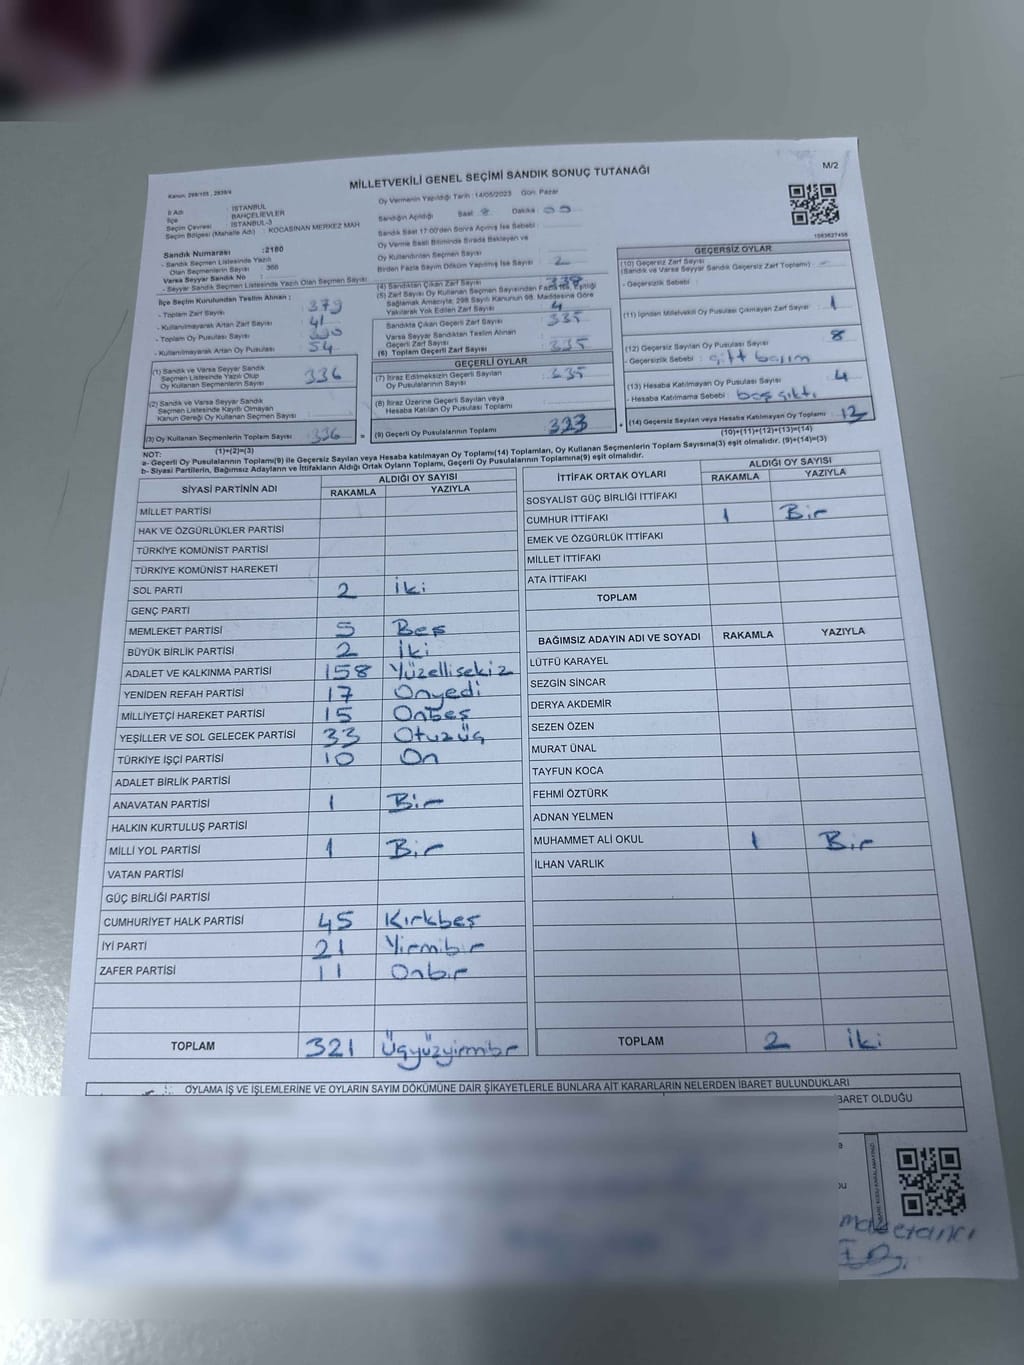 MİLLETVEKİLİ GENEL SEÇİMİ SANDIK SONUÇ TUTANAĞI
M/2
Oy Vermenin Yapıldığı Tarih : 14/05/2023 Gün: Pazar
İl Adı : İSTANBUL
İlçe : BAHÇELİEVLER
Seçim Çevresi : İSTANBUL-3
Seçim Bölgesi (Mahalle Adı) : KOCASİNAN MERKEZ MAH
Sandığın Açıldığı Saat 8 Dakika
Sandık Saat 17:00'den Sonra Açılmış İse Sebebi :
Oy Verme Saati Bitiminde Sırada Bekleyen ve
Oy Kullandırılan Seçmen Sayısı
Birden Fazla Sayım Döküm Yapılmış İse Sayısı : 2
Sandık Numarası : 2180
- Sandık Seçmen Listesinde Yazılı
Olan Seçmenlerin Sayısı : 366
Varsa Seyyar Sandık No :
- Seyyar Sandık Seçmen Listesinde Yazılı Olan Seçmen Sayısı
İlçe Seçim Kurulundan Teslim Alınan :
- Toplam Zarf Sayısı : 379
- Kullanılmayarak Artan Zarf Sayısı : 41
- Toplam Oy Pusulası Sayısı
- Kullanılmayarak Artan Oy Pusulası : 54
(1) Sandık ve Varsa Seyyar Sandık
Seçmen Listesinde Yazılı Olup
Oy Kullanan Seçmenlerin Sayısı : 336
(2) Sandık ve Varsa Seyyar Sandık
Seçmen Listesinde Kayıtlı Olmayan
Kanun Gereği Oy Kullanan Seçmen Sayısı :
(3) Oy Kullanan Seçmenlerin Toplam Sayısı : 336
(1)+(2)=(3)
(4) Sandıktan Çıkan Zarf Sayısı
(5) Zarf Sayısı Oy Kullanan Seçmen Sayısından Fazla İse, Eşitliği
Sağlamak Amacıyla; 298 Sayılı Kanunun 98. Maddesine Göre
Yakılarak Yok Edilen Zarf Sayısı : 4
Sandıkta Çıkan Geçerli Zarf Sayısı : 335
Varsa Seyyar Sandıktan Teslim Alınan
Geçerli Zarf Sayısı
(6) Toplam Geçerli Zarf Sayısı : 335
GEÇERLİ OYLAR
(7) İtiraz Edilmeksizin Geçerli Sayılan
Oy Pusulalarının Sayısı
(8) İtiraz Üzerine Geçerli Sayılan veya
Hesaba Katılan Oy Pusulası Toplamı
(9) Geçerli Oy Pusulalarının Toplamı : 323
GEÇERSİZ OYLAR
(10) Geçersiz Zarf Sayısı
(Sandık ve Varsa Seyyar Sandık Geçersiz Zarf Toplamı) :
- Geçersizlik Sebebi :
(11) İçinden Milletvekili Oy Pusulası Çıkmayan Zarf Sayısı : 1
(12) Geçersiz Sayılan Oy Pusulası Sayısı : 8
- Geçersizlik Sebebi : çift basım
(13) Hesaba Katılmayan Oy Pusulası Sayısı : 4
- Hesaba Katılmama Sebebi : boş çıktı
(14) Geçersiz Sayılan veya Hesaba Katılmayan Oy Toplamı
(10)+(11)+(12)+(13)=(14)
NOT:
a- Geçerli Oy Pusulasının Toplamı(9) ile Geçersiz Sayılan veya Hesaba katılmayan Oy Toplamı(14) Toplamları, Oy Kullanan Seçmenlerin Toplam Sayısına(3) eşit olmalıdır. (9)+(14)=(3)
b- Siyasi Partilerin, Bağımsız Adayların ve İttifakların Aldığı Ortak Oyların Toplamı, Geçerli Oy Pusulasının Toplamına(9) eşit olmalıdır.
SİYASİ PARTİNİN ADI ALDIĞI OY SAYISI
RAKAMLA YAZIYLA
MİLLET PARTİSİ
HAK VE ÖZGÜRLÜKLER PARTİSİ
TÜRKİYE KOMÜNİST PARTİSİ
TÜRKİYE KOMÜNİST HAREKETİ
SOL PARTİ 2 İki
GENÇ PARTİ
MEMLEKET PARTİSİ 5 Beş
BÜYÜK BİRLİK PARTİSİ 2 İki
ADALET VE KALKINMA PARTİSİ 158 Yüzellisekiz
YENİDEN REFAH PARTİSİ 17 Onyedi
MİLLİYETÇİ HAREKET PARTİSİ 15 Onbeş
YEŞİLLER VE SOL GELECEK PARTİSİ 33 Otuzüç
TÜRKİYE İŞÇİ PARTİSİ 10 On
ADALET BİRLİK PARTİSİ
ANAVATAN PARTİSİ 1 Bir
HALKIN KURTULUŞ PARTİSİ
MİLLİ YOL PARTİSİ 1 Bir
VATAN PARTİSİ
GÜÇ BİRLİĞİ PARTİSİ
CUMHURİYET HALK PARTİSİ 45 Kırkbeş
İYİ PARTİ 21 Yirmibir
ZAFER PARTİSİ 11 Onbir
TOPLAM 321 Üçyüzyirmibr
İTTİFAK ORTAK OYLARI ALDIĞI OY SAYISI
RAKAMLA YAZIYLA
SOSYALİST GÜÇ BİRLİĞİ İTTİFAKI
CUMHUR İTTİFAKI 1 Bir
EMEK VE ÖZGÜRLÜK İTTİFAKI
MİLLET İTTİFAKI
ATA İTTİFAKI
TOPLAM
BAĞIMSIZ ADAYIN ADI VE SOYADI RAKAMLA YAZIYLA
LÜTFÜ KARAYEL
SEZGİN SİNCAR
DERYA AKDEMİR
SEZEN ÖZEN
MURAT ÜNAL
TAYFUN KOCA
FEHMİ ÖZTÜRK
ADNAN YELMEN
MUHAMMET ALİ OKUL 1 Bir
İLHAN VARLIK
TOPLAM 2 İki
OYLAMA İŞ VE İŞLEMLERİNE VE OYLARIN SAYIM DÖKÜMÜNE DAİR ŞİKAYETLERLE BUNLARA AİT KARARLARIN NELERDEN İBARET BULUNDUKLARI
BARET OLDUĞU